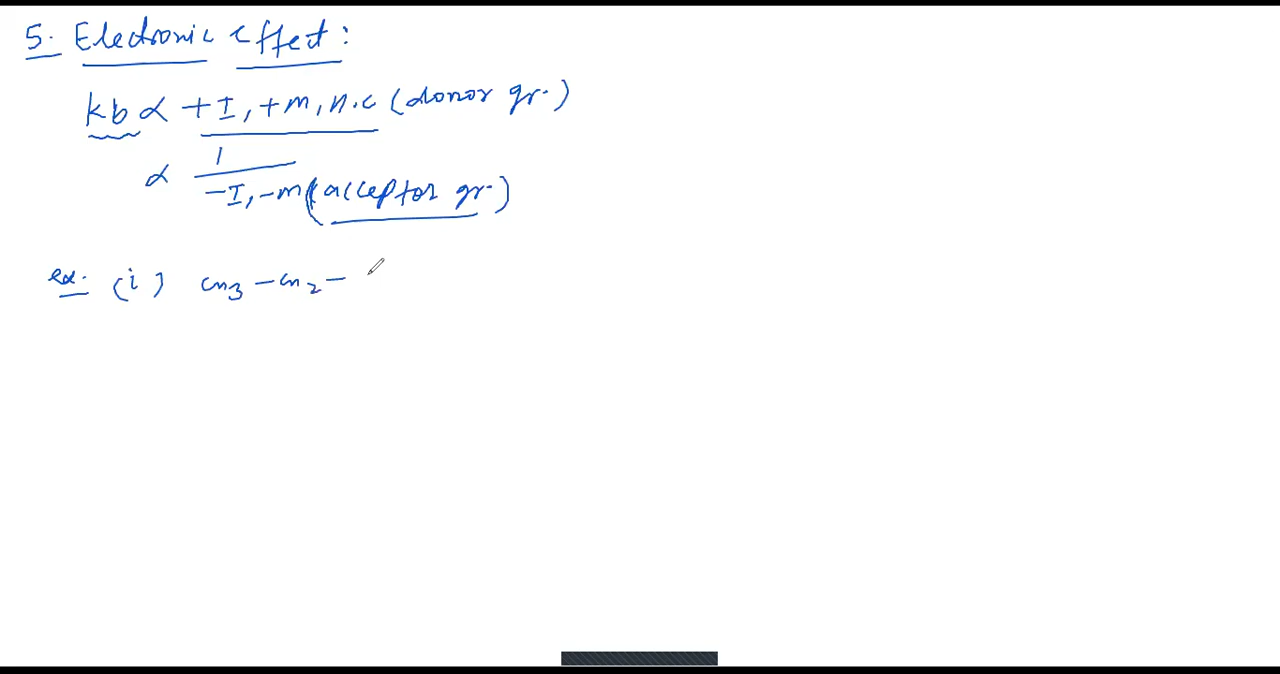 5. Electronic Effect:
kb ∝ +I, +m, n.c (donor gr.)
∝ 1/(-I, -m) (acceptor gr.)
ex. (i) CH3 - CH2 -